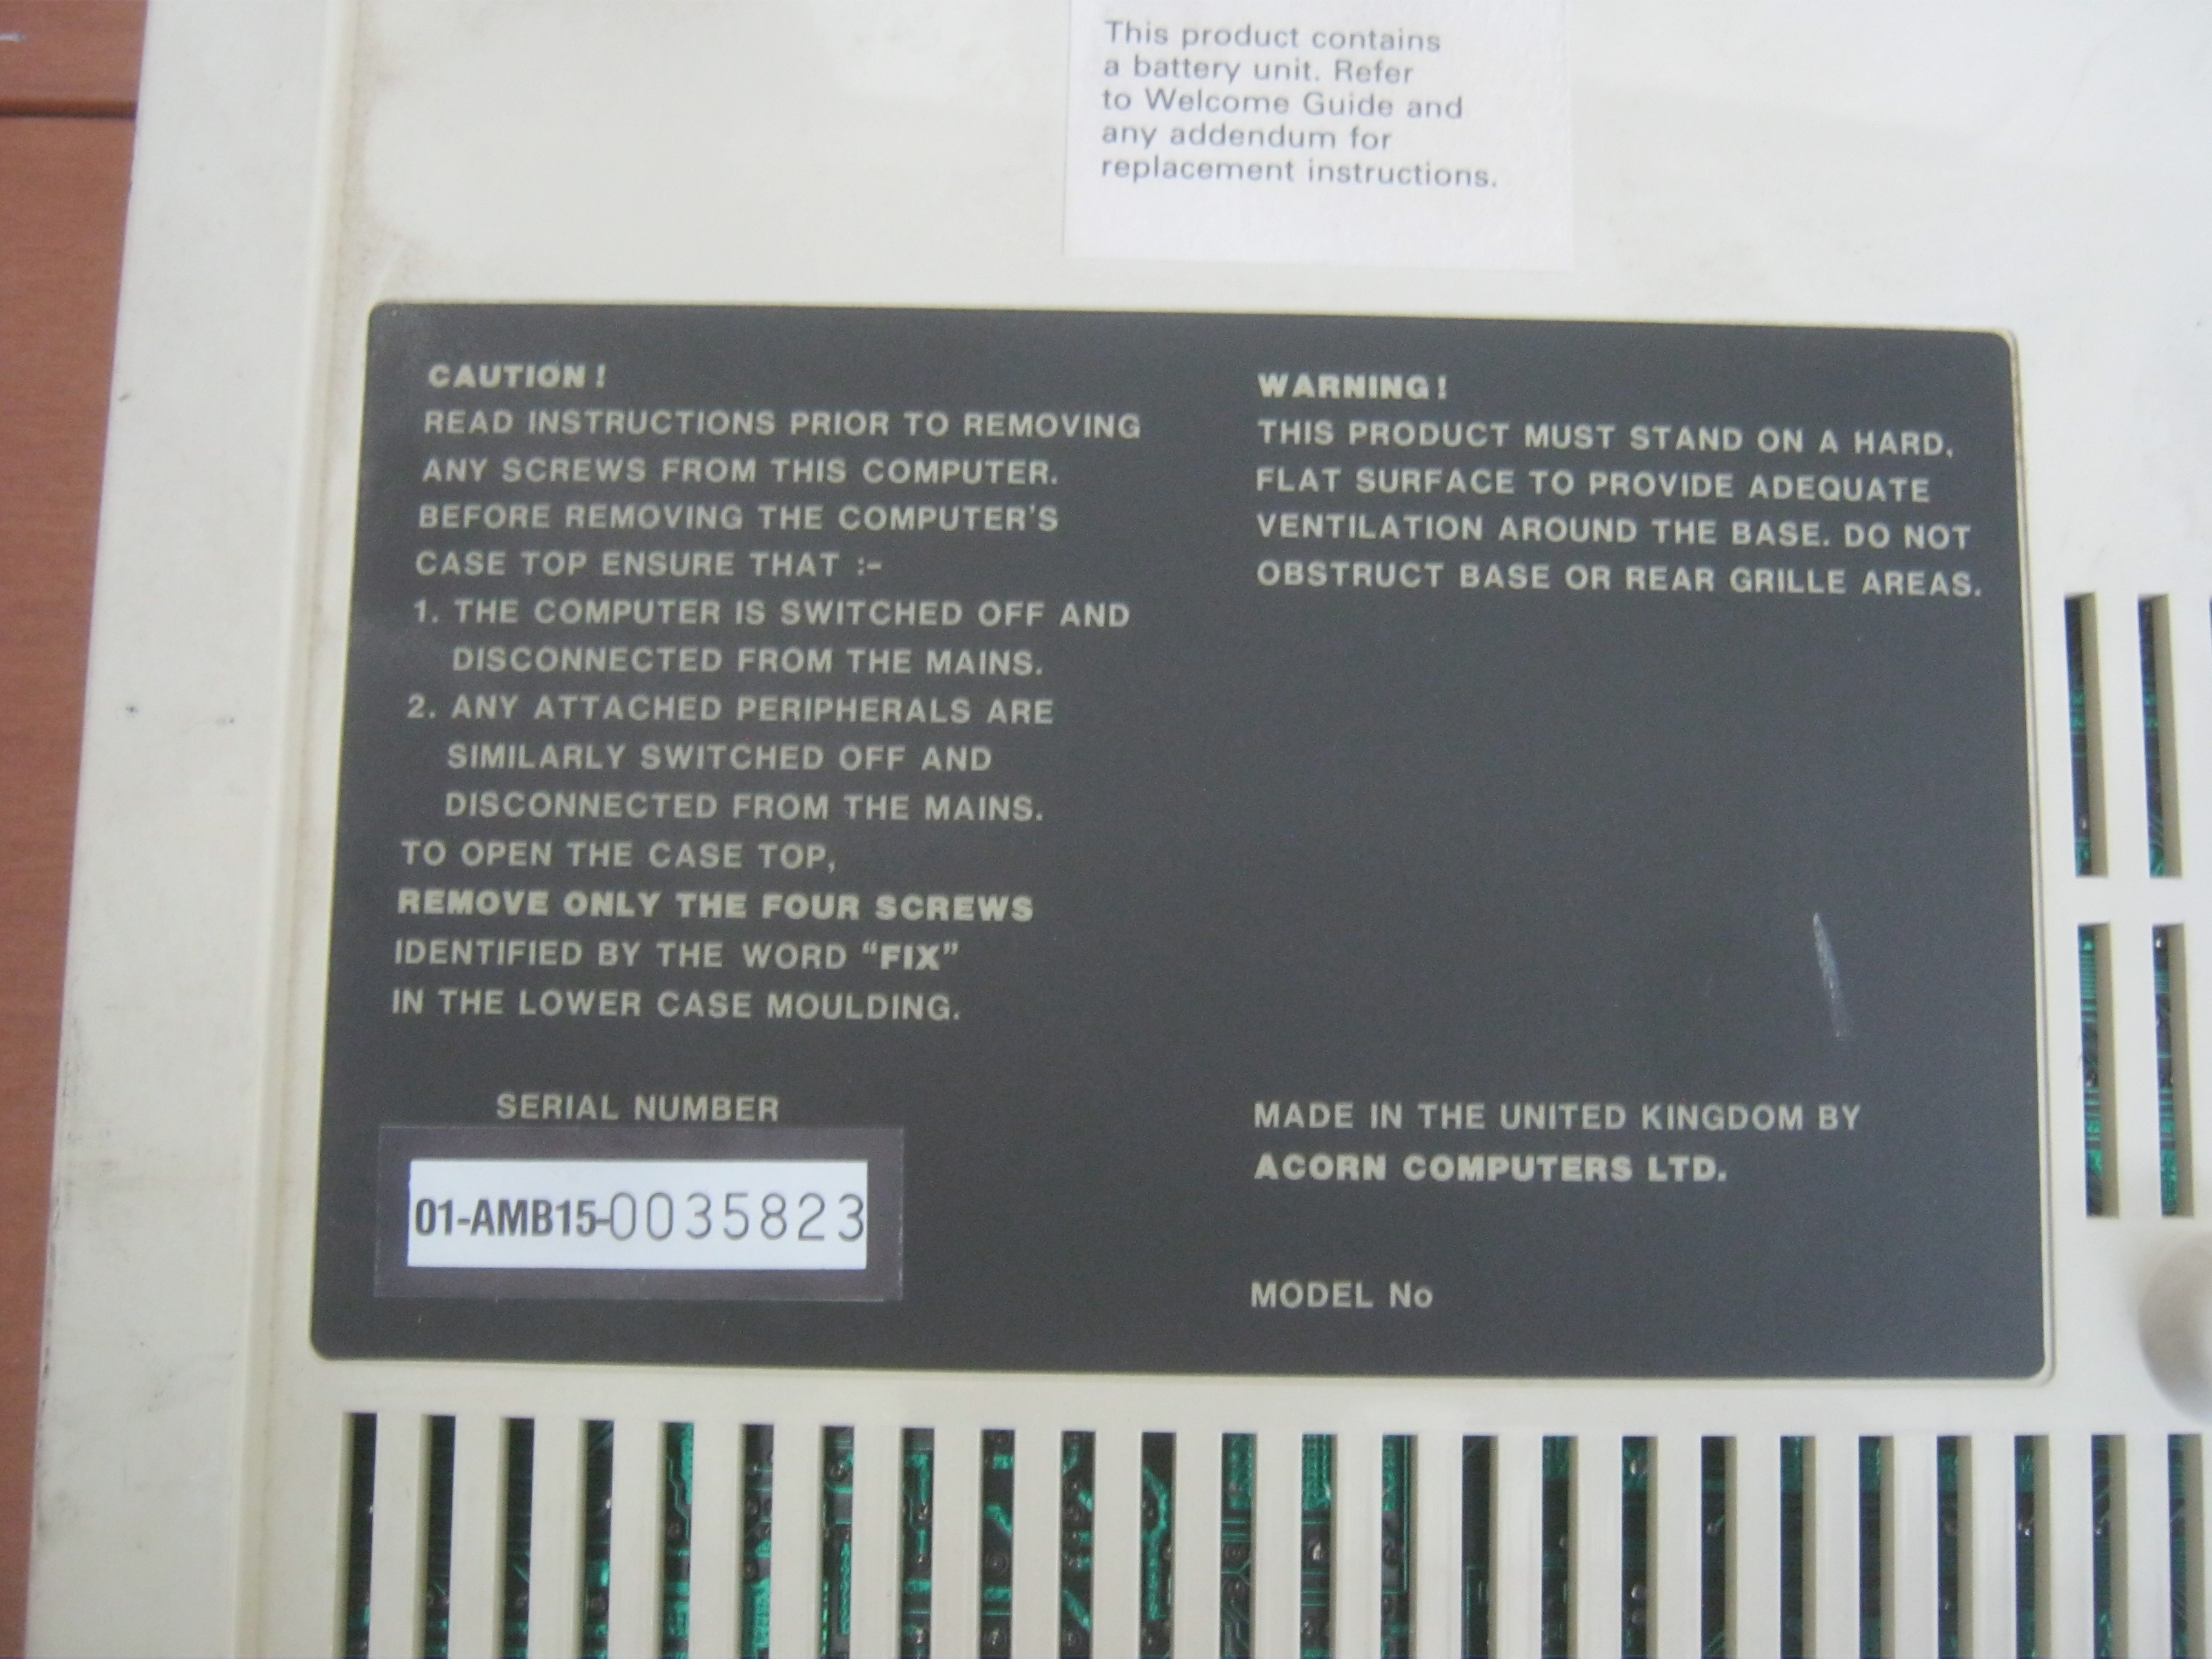 This product contains
a battery unit. Refer
to Welcome Guide and
any addendum for
replacement instructions.
CAUTION!
READ INSTRUCTIONS PRIOR TO REMOVING
ANY SCREWS FROM THIS COMPUTER.
BEFORE REMOVING THE COMPUTER'S
CASE TOP ENSURE THAT :-
1. THE COMPUTER IS SWITCHED OFF AND
DISCONNECTED FROM THE MAINS.
2. ANY ATTACHED PERIPHERALS ARE
SIMILARLY SWITCHED OFF AND
DISCONNECTED FROM THE MAINS.
TO OPEN THE CASE TOP,
REMOVE ONLY THE FOUR SCREWS
IDENTIFIED BY THE WORD “FIX”
IN THE LOWER CASE MOULDING.
SERIAL NUMBER
01-AMB15-0035823
WARNING!
THIS PRODUCT MUST STAND ON A HARD,
FLAT SURFACE TO PROVIDE ADEQUATE
VENTILATION AROUND THE BASE. DO NOT
OBSTRUCT BASE OR REAR GRILLE AREAS.
MADE IN THE UNITED KINGDOM BY
ACORN COMPUTERS LTD.
MODEL No